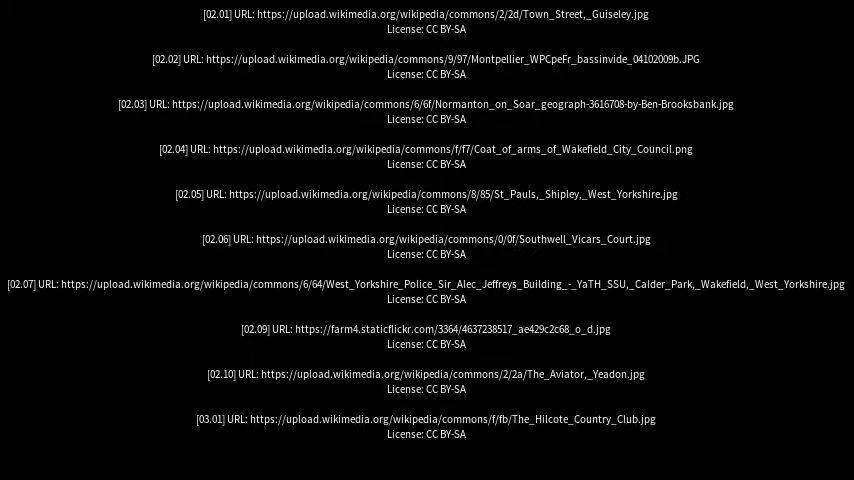 [02.01] URL: https://upload.wikimedia.org/wikipedia/commons/2/2d/Town_Street,_Guiseley.jpg
License: CC BY-SA
[02.02] URL: https://upload.wikimedia.org/wikipedia/commons/9/97/Montpellier_WPCpeFr_bassinvide_04102009b.JPG
License: CC BY-SA
[02.03] URL: https://upload.wikimedia.org/wikipedia/commons/6/6f/Normanton_on_Soar_geograph-3616708-by-Ben-Brooksbank.jpg
License: CC BY-SA
[02.04] URL: https://upload.wikimedia.org/wikipedia/commons/f/f7/Coat_of_arms_of_Wakefield_City_Council.png
License: CC BY-SA
[02.05] URL: https://upload.wikimedia.org/wikipedia/commons/8/85/St_Pauls,_Shipley,_West_Yorkshire.jpg
License: CC BY-SA
[02.06] URL: https://upload.wikimedia.org/wikipedia/commons/0/0f/Southwell_Vicars_Court.jpg
License: CC BY-SA
[02.07] URL: https://upload.wikimedia.org/wikipedia/commons/6/64/West_Yorkshire_Police_Sir_Alec_Jeffreys_Building_-_YaTH_SSU,_Calder_Park,_Wakefield,_West_Yorkshire.jpg
License: CC BY-SA
[02.09] URL: https://farm4.staticflickr.com/3364/4637238517_ae429c2c68_o_d.jpg
License: CC BY-SA
[02.10] URL: https://upload.wikimedia.org/wikipedia/commons/2/2a/The_Aviator,_Yeadon.jpg
License: CC BY-SA
[03.01] URL: https://upload.wikimedia.org/wikipedia/commons/f/fb/The_Hilcote_Country_Club.jpg
License: CC BY-SA